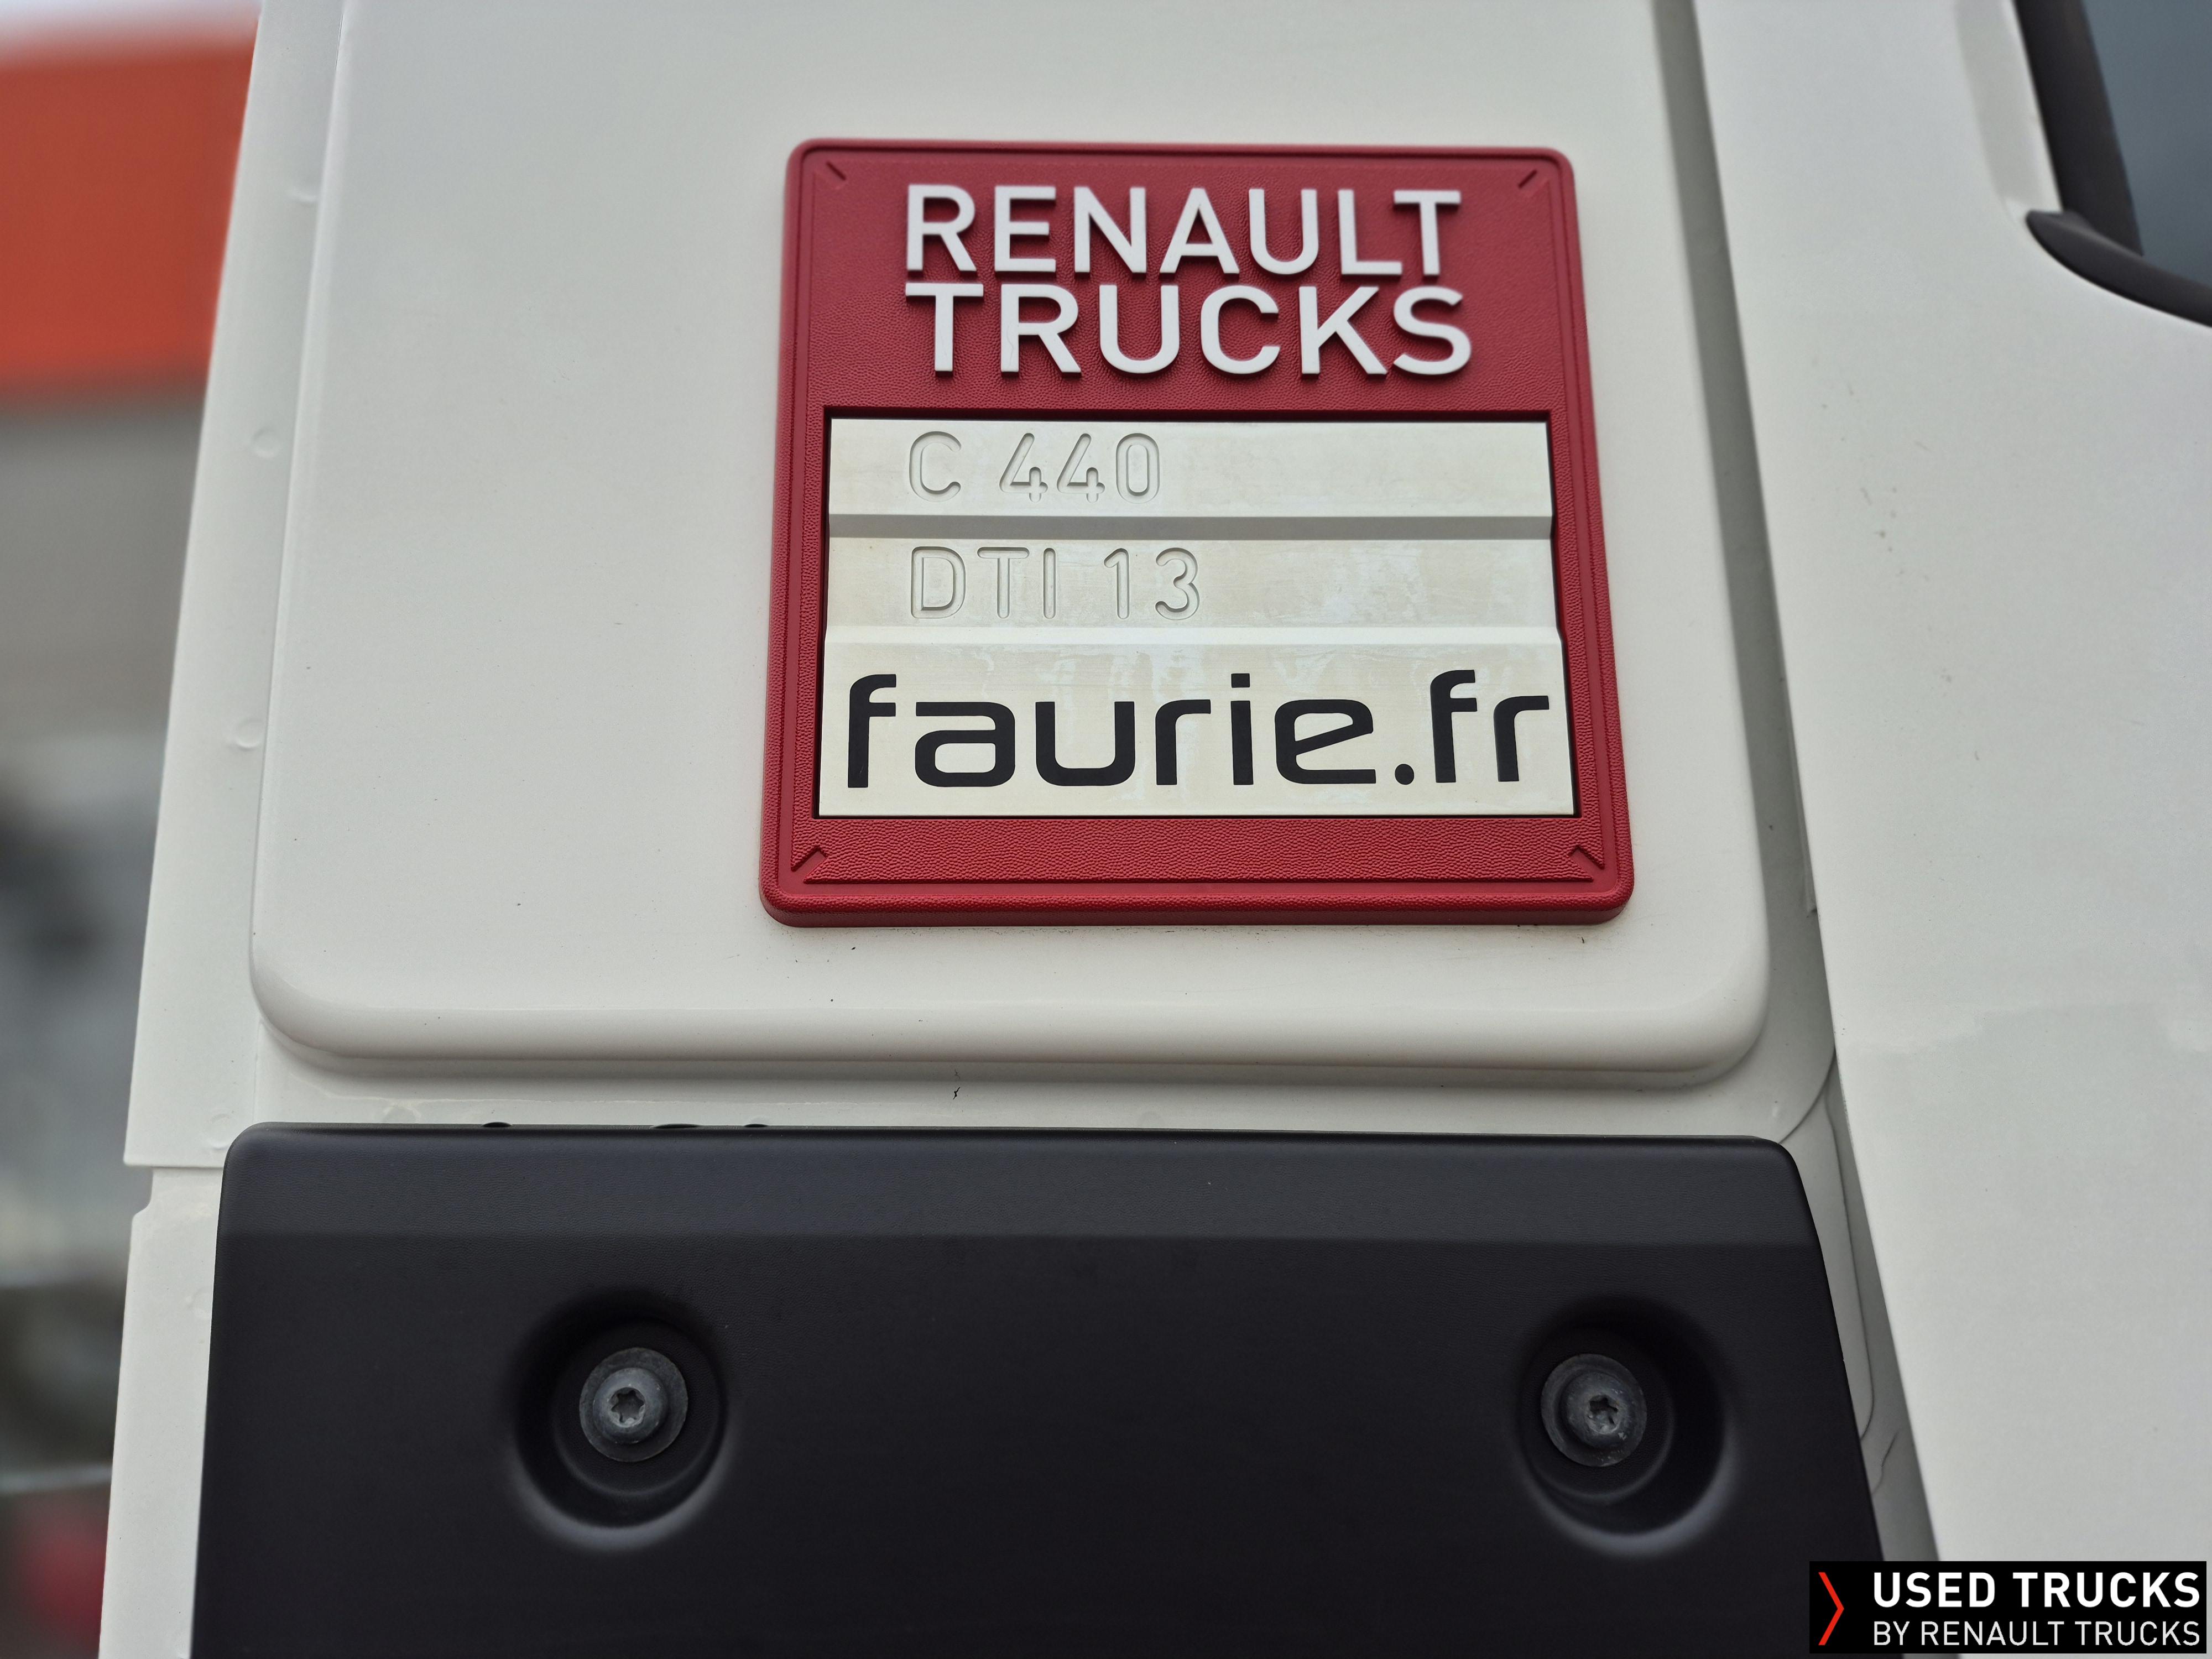 RENAULT
TRUCKS
C 440
DTI 13
faurie.fr
USED TRUCKS
BY RENAULT TRUCKS